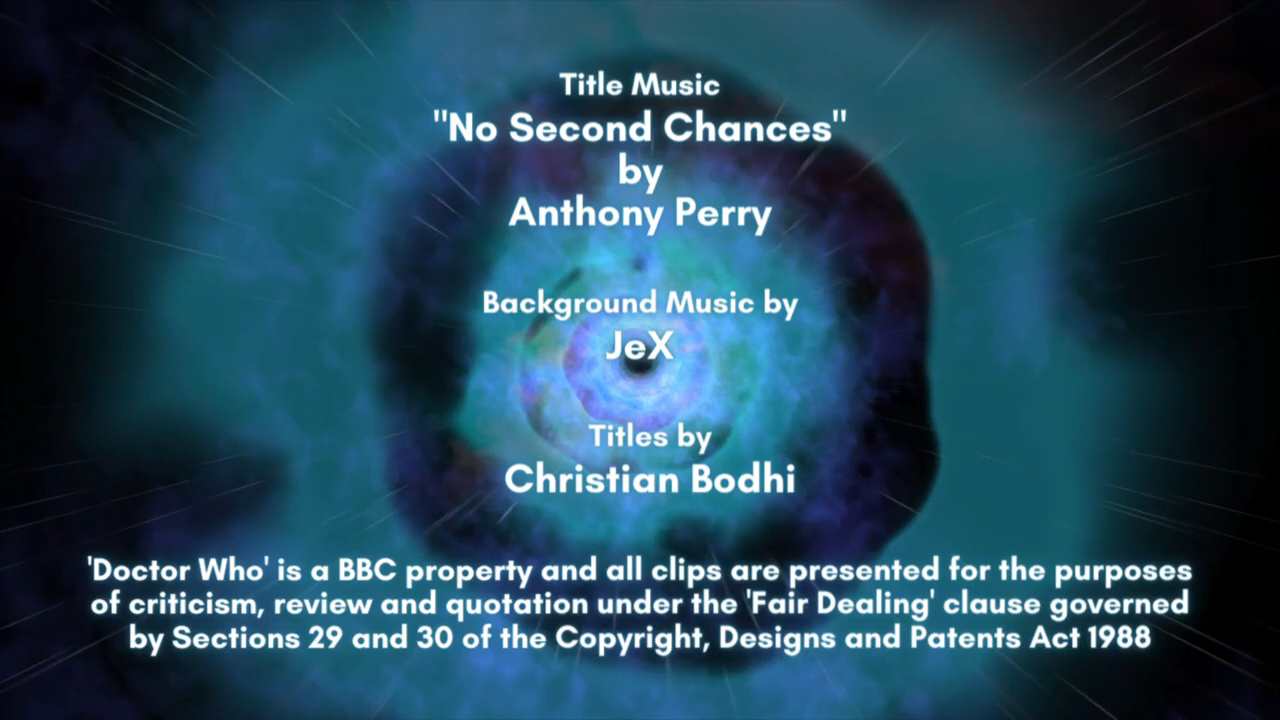 Title Music
"No Second Chances"
by
Anthony Perry
Background Music by
JeX
Titles by
Christian Bodhi
'Doctor Who' is a BBC property and all clips are presented for the purposes
of criticism, review and quotation under the 'Fair Dealing' clause governed
by Sections 29 and 30 of the Copyright, Designs and Patents Act 1988